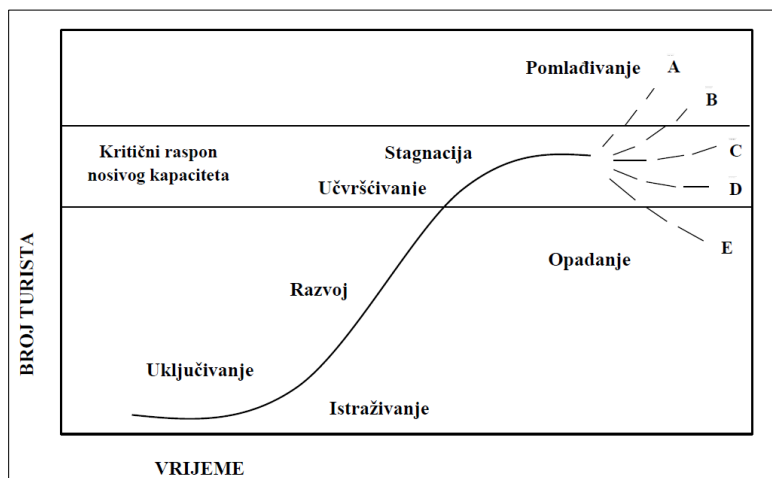 Pomlađivanje
A
B
Kritični raspon
nosivog kapaciteta
Stagnacija
C
Učvršćivanje
D
E
Opadanje
Razvoj
BROJ TURISTA
Uključivanje
Istraživanje
VRIJEME